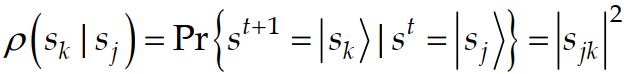 ρ(s_k | s_j) = Pr{s^{t+1} = |s_k⟩ | s^t = |s_j⟩} = |s_{jk}|^2